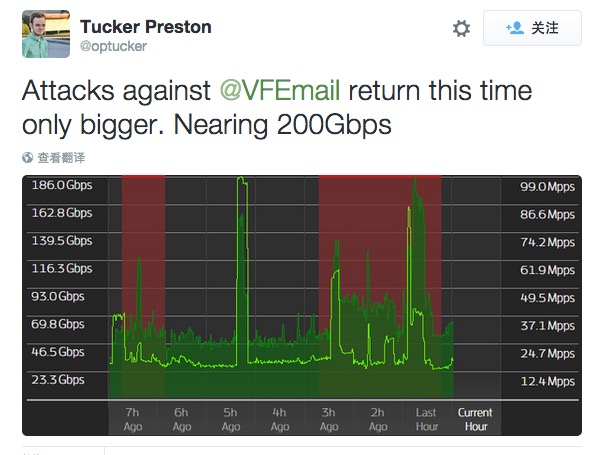 Tucker Preston
@optucker
关注
Attacks against @VFEmail return this time
only bigger. Nearing 200Gbps
查看翻译
186.0 Gbps 99.0 Mpps
162.8 Gbps 86.6 Mpps
139.5 Gbps 74.2 Mpps
116.3 Gbps 61.9 Mpps
93.0 Gbps 49.5 Mpps
69.8 Gbps 37.1 Mpps
46.5 Gbps 24.7 Mpps
23.3 Gbps 12.4 Mpps
7h 6h 5h 4h 3h 2h Last Current
Ago Ago Ago Ago Ago Ago Hour Hour